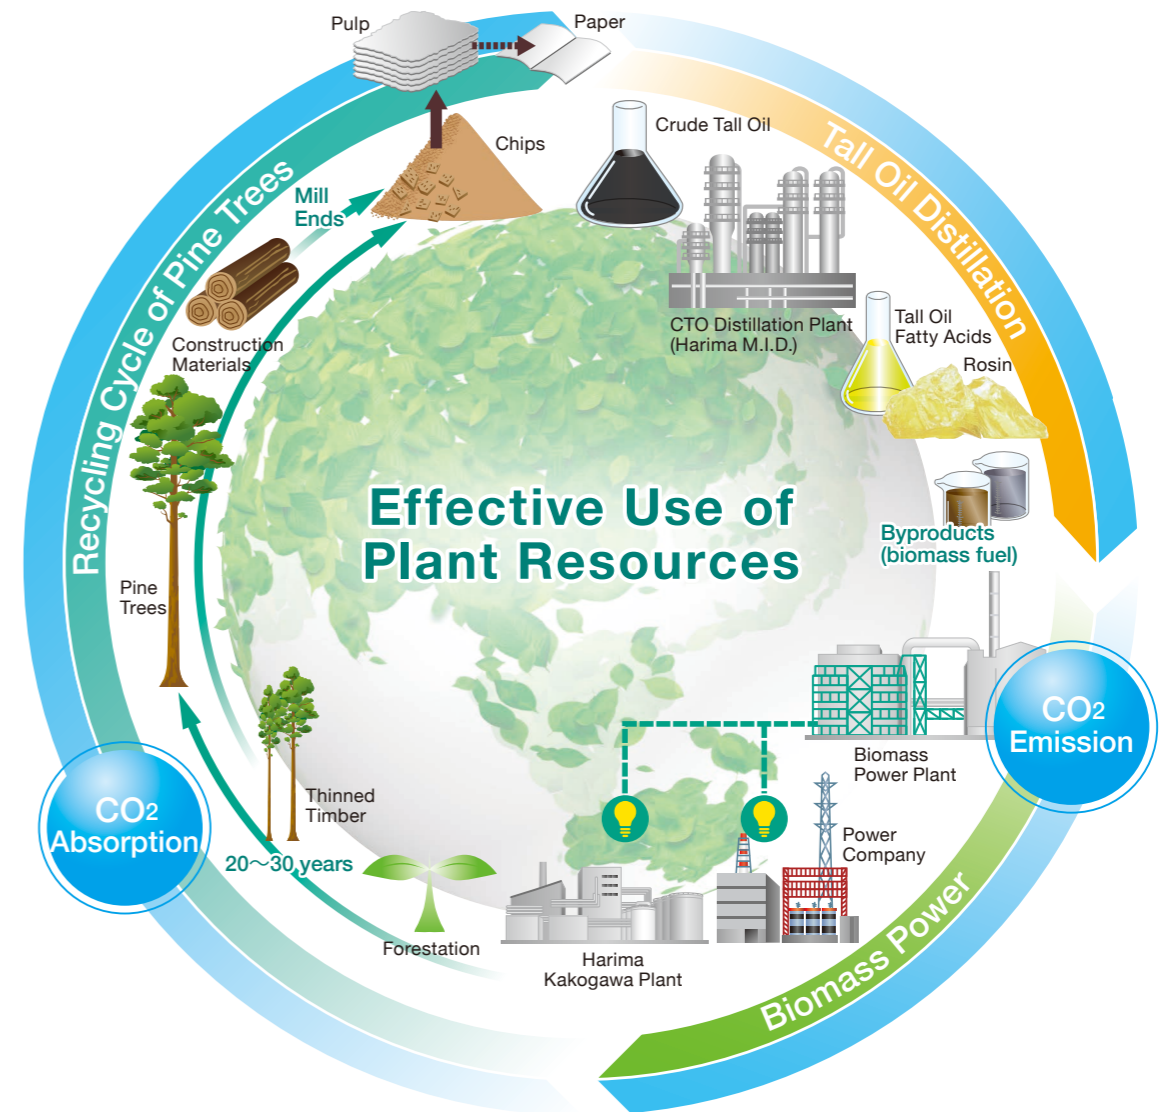 Pulp
Paper
Crude Tall Oil
Chips
Mill
Ends
Construction
Materials
Pine
Trees
Thinned
Timber
20～30 years
Forestation
Recycling Cycle of Pine Trees
CO2
Absorption
Effective Use of
Plant Resources
Tall Oil Distillation
CTO Distillation Plant
(Harima M.I.D.)
Tall Oil
Fatty Acids
Rosin
Byproducts
(biomass fuel)
CO2
Emission
Biomass
Power Plant
Power
Company
Harima
Kakogawa Plant
Biomass Power